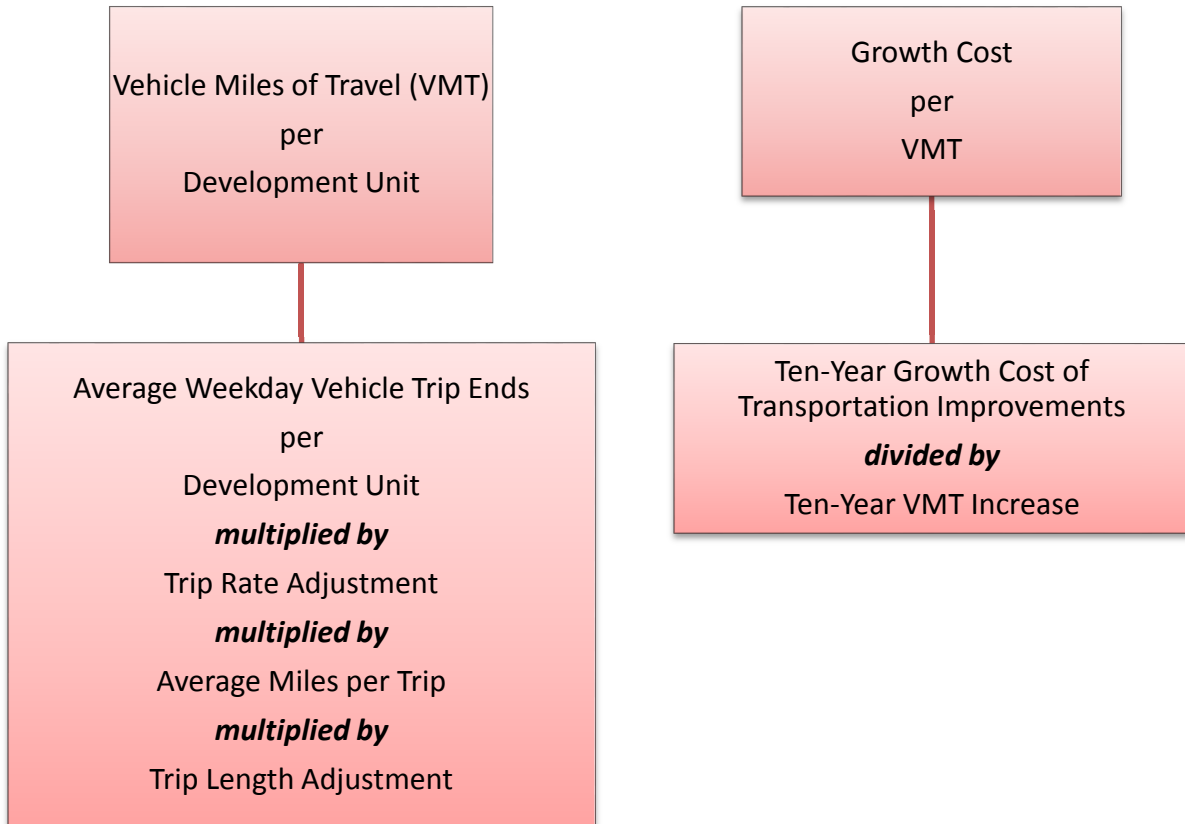 Vehicle Miles of Travel (VMT)
per
Development Unit
Growth Cost
per
VMT
Average Weekday Vehicle Trip Ends
per
Development Unit
multiplied by
Trip Rate Adjustment
multiplied by
Average Miles per Trip
multiplied by
Trip Length Adjustment
Ten-Year Growth Cost of
Transportation Improvements
divided by
Ten-Year VMT Increase